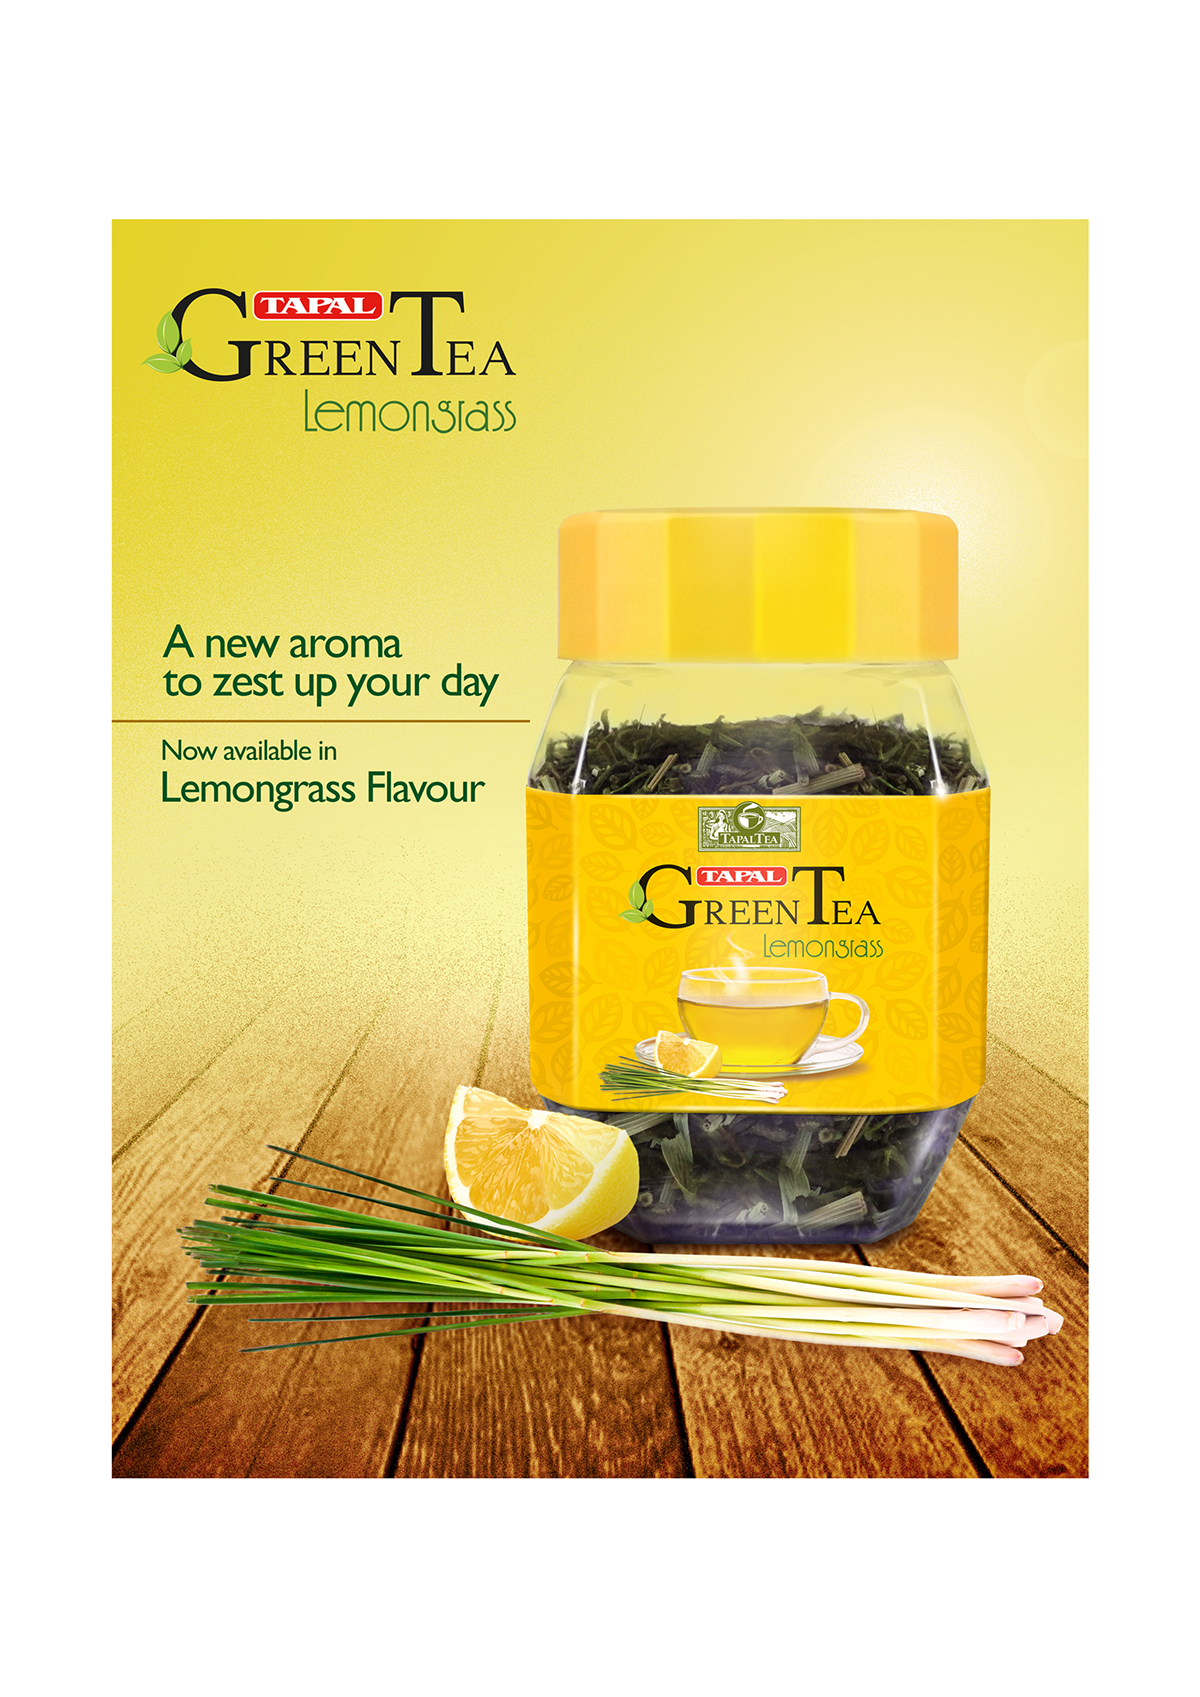 TAPAL
GREEN TEA
Lemongrass
A new aroma
to zest up your day
Now available in
Lemongrass Flavour
TAPAL TEA
TAPAL
GREEN TEA
Lemongrass